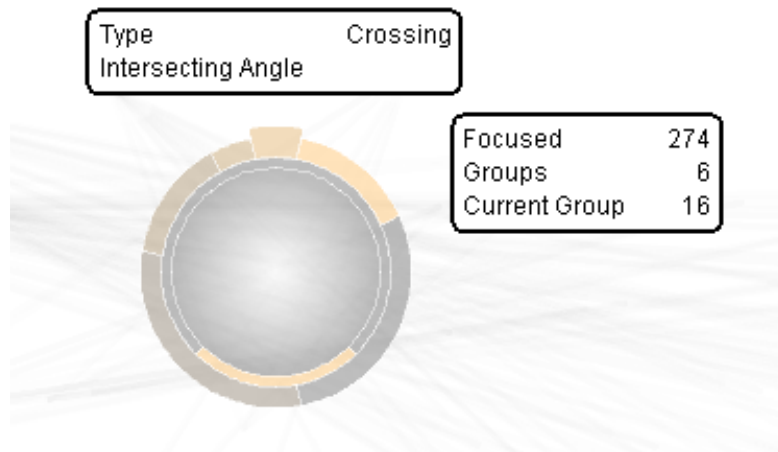 Type Crossing
Intersecting Angle
Focused 274
Groups 6
Current Group 16